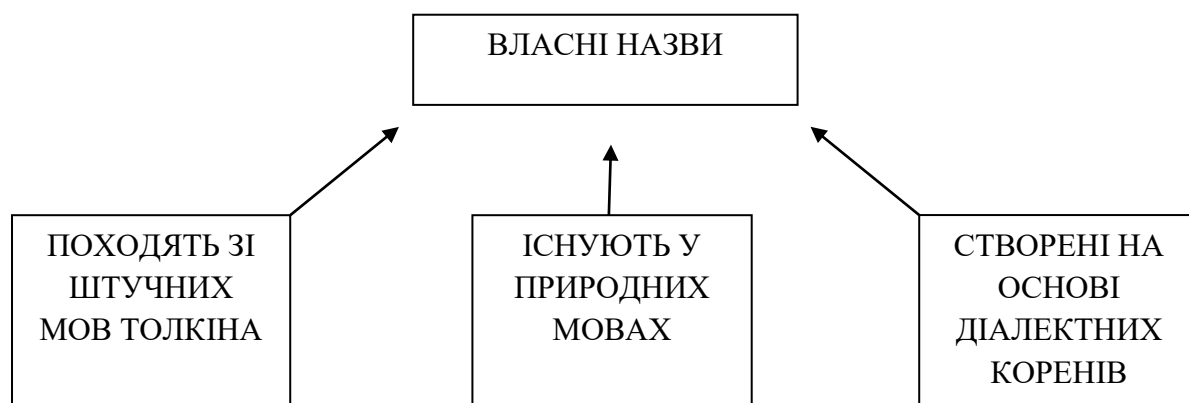 ВЛАСНІ НАЗВИ
ПОХОДЯТЬ ЗІ
ШТУЧНИХ
МОВ ТОЛКІНА
ІСНУЮТЬ У
ПРИРОДНИХ
МОВАХ
СТВОРЕНІ НА
ОСНОВІ
ДІАЛЕКТНИХ
КОРЕНІВ